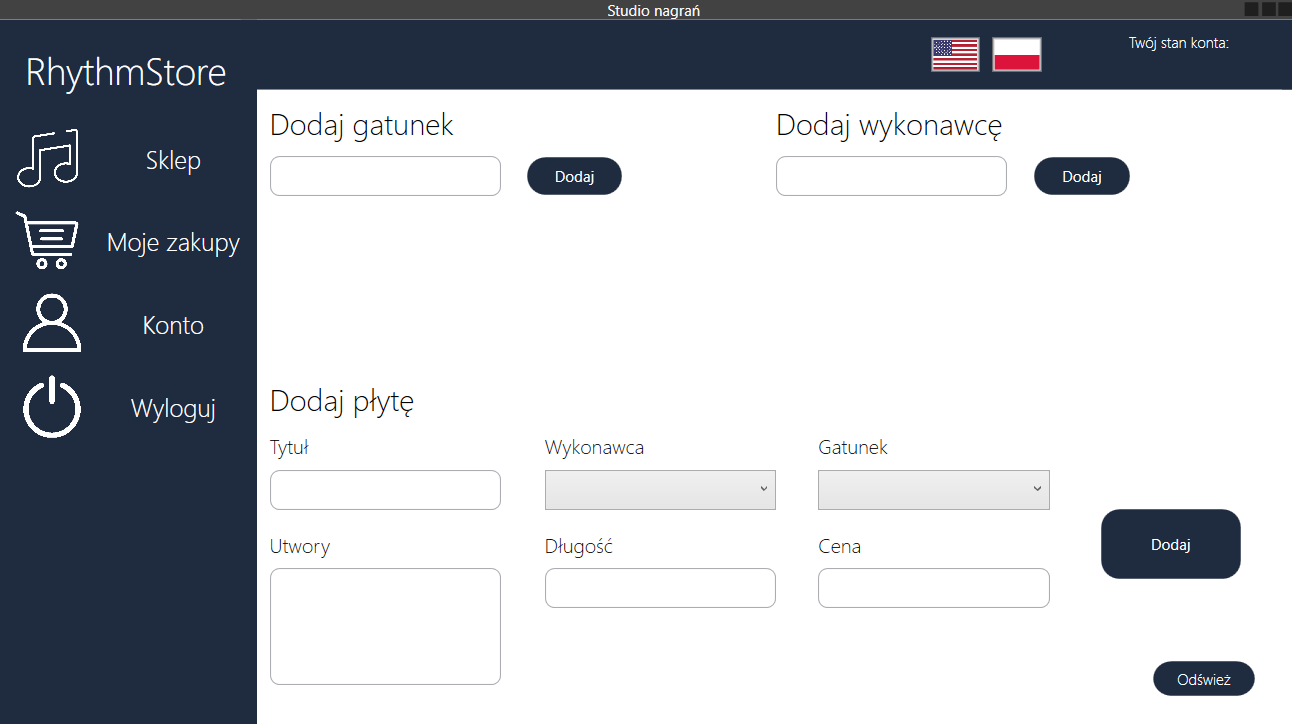 Studio nagrań
RhythmStore
Twój stan konta:
Sklep
Moje zakupy
Konto
Wyloguj
Dodaj gatunek
Dodaj wykonawcę
Dodaj
Dodaj
Dodaj płytę
Tytuł
Wykonawca
Gatunek
Utwory
Długość
Cena
Dodaj
Odśwież